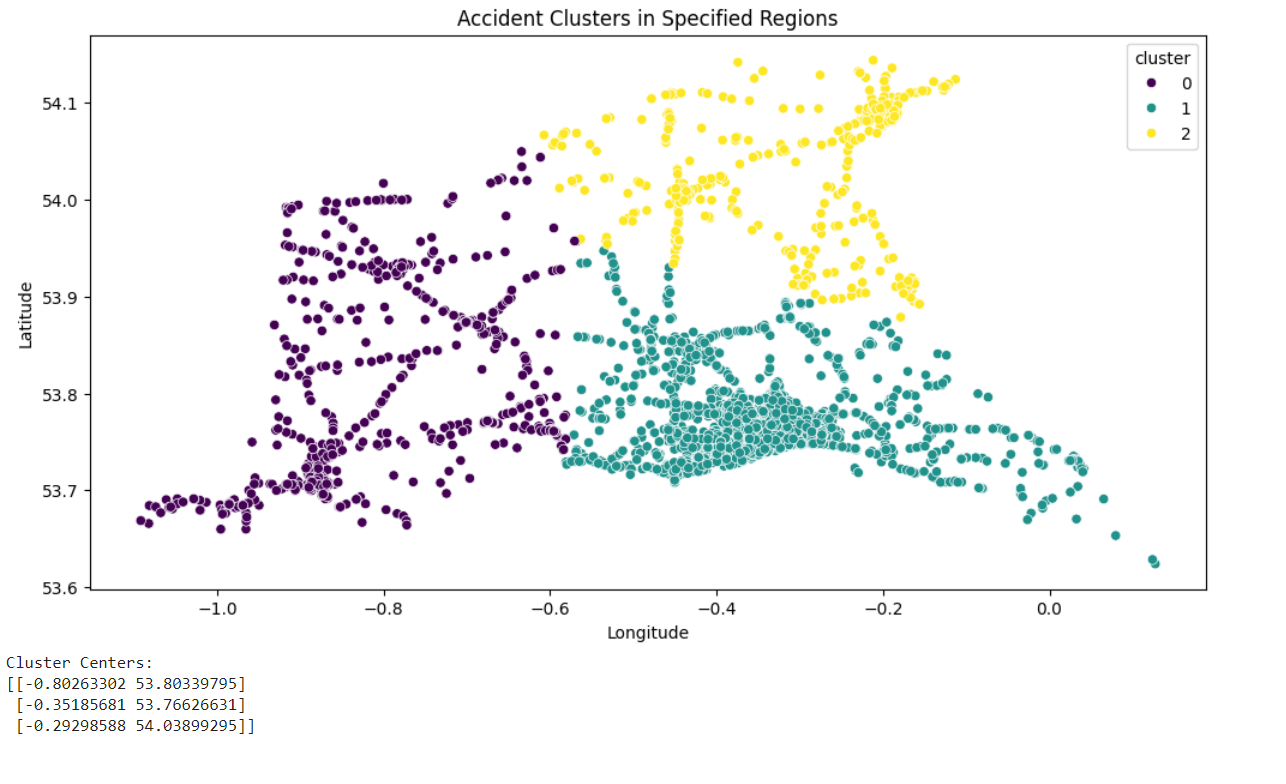 Accident Clusters in Specified Regions
cluster
0
1
2
54.1
54.0
53.9
53.8
53.7
53.6
Latitude
−1.0 −0.8 −0.6 −0.4 −0.2 0.0
Longitude
Cluster Centers:
[[-0.80263302 53.80339795]
[-0.35185681 53.76626631]
[-0.29298588 54.03899295]]